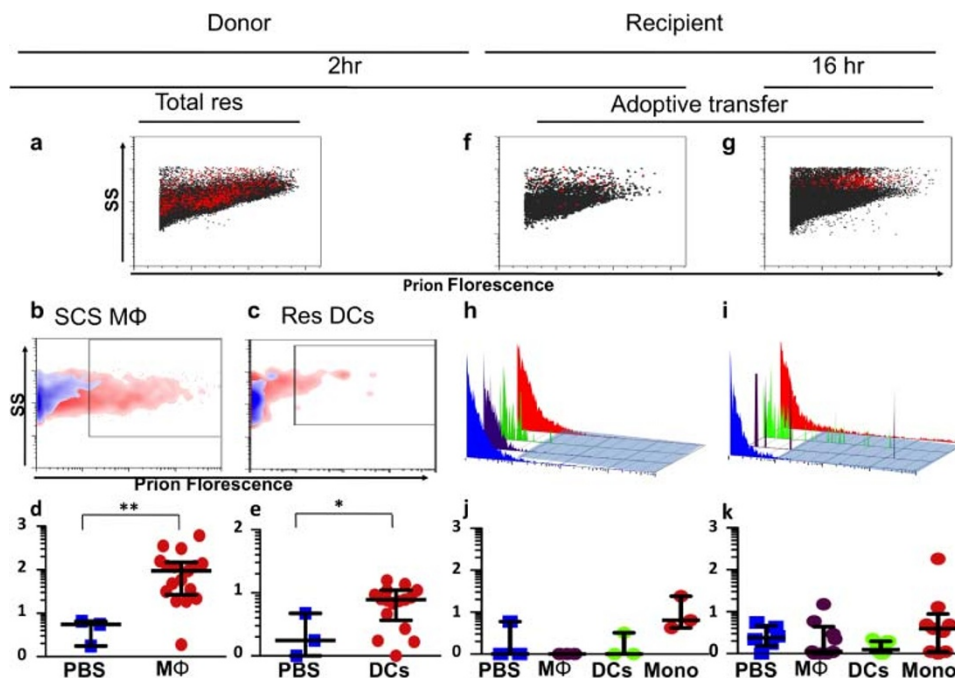 Donor Recipient
2hr 16 hr
Total res Adoptive transfer
a f g
SS
Prion Florescence
b SCS MΦ c Res DCs h i
SS
Prion Florescence
d ** e * j k
3 2 3 3
2 2 2
1 1 1 1
0 0 0 0
PBS MΦ PBS DCs PBS MΦ DCs Mono PBS MΦ DCs Mono